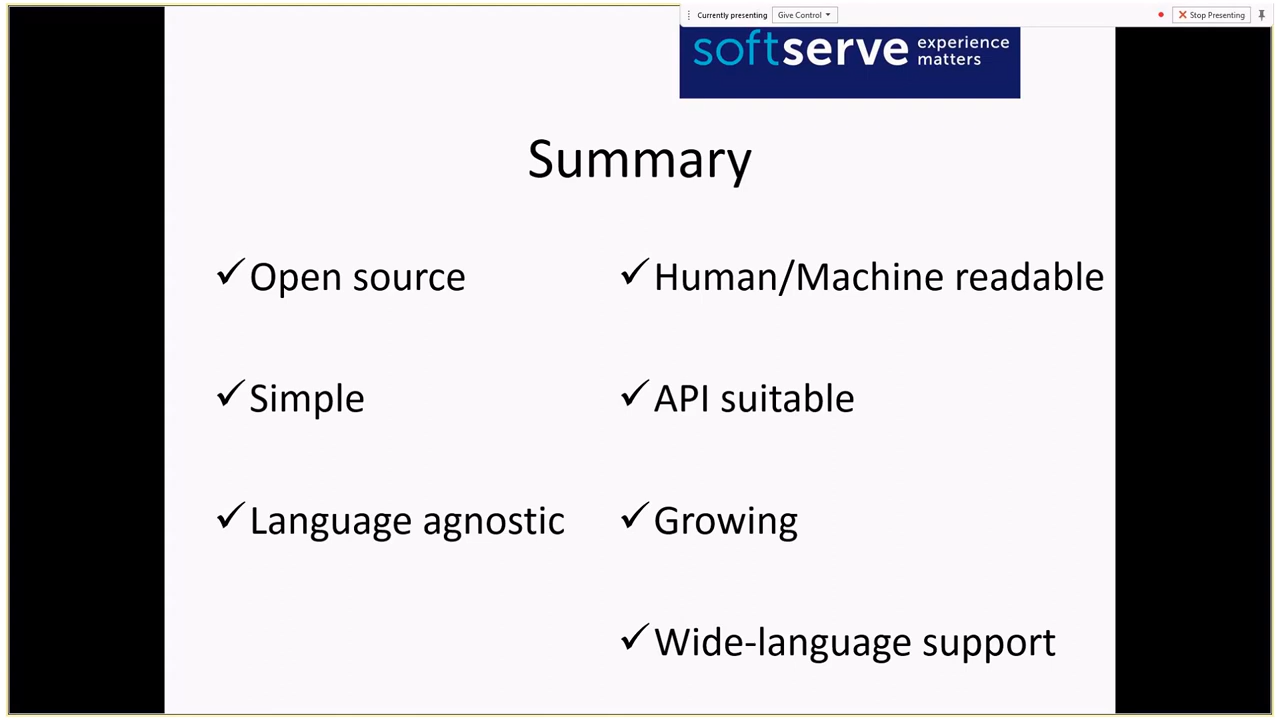 Currently presenting Give Control Stop Presenting
softserve experience matters
Summary
✓Open source
✓Simple
✓Language agnostic
✓Human/Machine readable
✓API suitable
✓Growing
✓Wide-language support